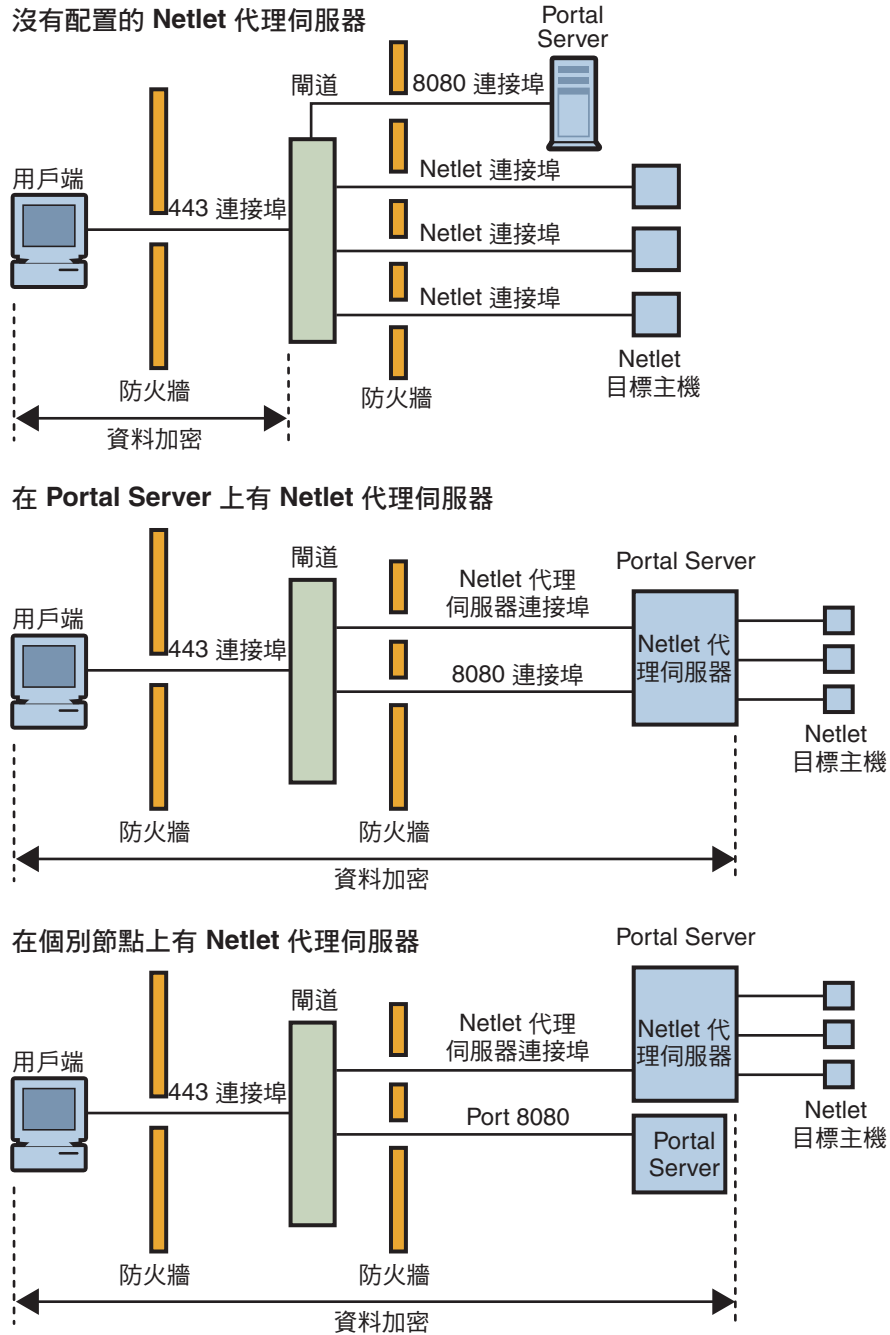 沒有配置的 Netlet 代理伺服器
Portal
Server
閘道
8080 連接埠
用戶端
443 連接埠
Netlet 連接埠
Netlet 連接埠
Netlet 連接埠
Netlet
目標主機
防火牆
防火牆
資料加密
在 Portal Server 上有 Netlet 代理伺服器
閘道
Netlet 代理
伺服器連接埠
Portal Server
用戶端
443 連接埠
8080 連接埠
Netlet 代
理伺服器
Netlet
目標主機
防火牆
防火牆
資料加密
在個別節點上有 Netlet 代理伺服器
Portal Server
閘道
Netlet 代理
伺服器連接埠
Netlet 代
理伺服器
用戶端
443 連接埠
Port 8080
Portal
Server
Netlet
目標主機
防火牆
防火牆
資料加密